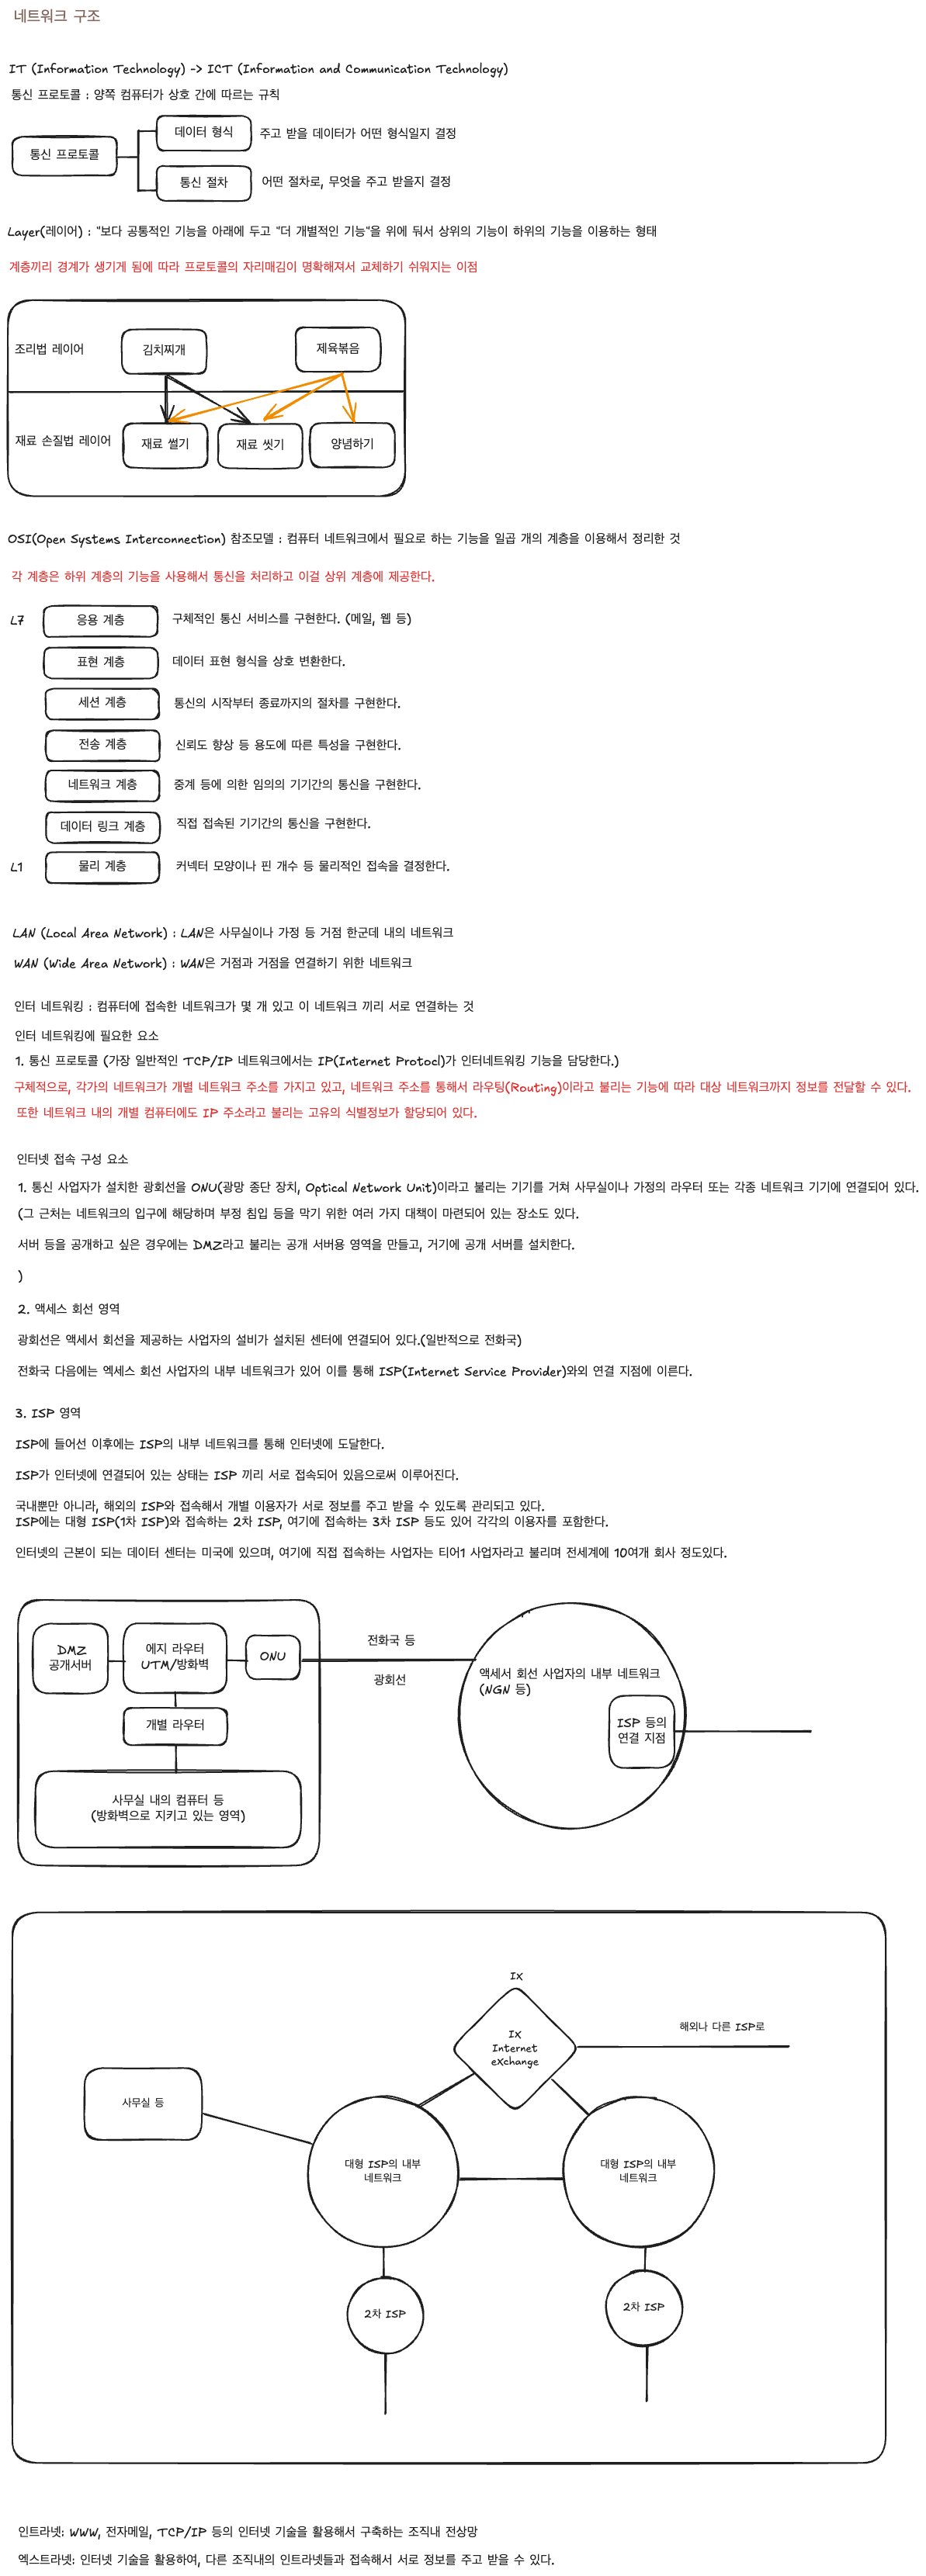 네트워크 구조
IT (Information Technology) -> ICT (Information and Communication Technology)
통신 프로토콜 : 양쪽 컴퓨터가 상호 간에 따르는 규칙
통신 프로토콜
데이터 형식
주고 받을 데이터가 어떤 형식일지 결정
통신 절차
어떤 절차로, 무엇을 주고 받을지 결정
Layer(레이어) : "보다 공통적인 기능을 아래에 두고 "더 개별적인 기능"을 위에 둬서 상위의 기능이 하위의 기능을 이용하는 형태
계층끼리 경계가 생기게 됨에 따라 프로토콜의 자리매김이 명확해져서 교체하기 쉬워지는 이점
조리법 레이어
김치찌개
제육볶음
재료 손질법 레이어
재료 썰기
재료 씻기
양념하기
OSI(Open Systems Interconnection) 참조모델 : 컴퓨터 네트워크에서 필요로 하는 기능을 일곱 개의 계층을 이용해서 정리한 것
각 계층은 하위 계층의 기능을 사용해서 통신을 처리하고 이걸 상위 계층에 제공한다.
L7
응용 계층
구체적인 통신 서비스를 구현한다. (메일, 웹 등)
표현 계층
데이터 표현 형식을 상호 변환한다.
세션 계층
통신의 시작부터 종료까지의 절차를 구현한다.
전송 계층
신뢰도 향상 등 용도에 따른 특성을 구현한다.
네트워크 계층
중계 등에 의한 임의의 기기간의 통신을 구현한다.
데이터 링크 계층
직접 접속된 기기간의 통신을 구현한다.
L1
물리 계층
커넥터 모양이나 핀 개수 등 물리적인 접속을 결정한다.
LAN (Local Area Network) : LAN은 사무실이나 가정 등 거점 한군데 내의 네트워크
WAN (Wide Area Network) : WAN은 거점과 거점을 연결하기 위한 네트워크
인터 네트워킹 : 컴퓨터에 접속한 네트워크가 몇 개 있고 이 네트워크 끼리 서로 연결하는 것
인터 네트워킹에 필요한 요소
1. 통신 프로토콜 (가장 일반적인 TCP/IP 네트워크에서는 IP(Internet Protocl)가 인터네트워킹 기능을 담당한다.)
구체적으로, 각가의 네트워크가 개별 네트워크 주소를 가지고 있고, 네트워크 주소를 통해서 라우팅(Routing)이라고 불리는 기능에 따라 대상 네트워크까지 정보를 전달할 수 있다.
또한 네트워크 내의 개별 컴퓨터에도 IP 주소라고 불리는 고유의 식별정보가 할당되어 있다.
인터넷 접속 구성 요소
1. 통신 사업자가 설치한 광회선을 ONU(광망 종단 장치, Optical Network Unit)이라고 불리는 기기를 거쳐 사무실이나 가정의 라우터 또는 각종 네트워크 기기에 연결되어 있다.
(그 근처는 네트워크의 입구에 해당하며 부정 침입 등을 막기 위한 여러 가지 대책이 마련되어 있는 장소도 있다.
서버 등을 공개하고 싶은 경우에는 DMZ라고 불리는 공개 서버용 영역을 만들고, 거기에 공개 서버를 설치한다.
)
2. 액세스 회선 영역
광회선은 액세서 회선을 제공하는 사업자의 설비가 설치된 센터에 연결되어 있다.(일반적으로 전화국)
전화국 다음에는 엑세스 회선 사업자의 내부 네트워크가 있어 이를 통해 ISP(Internet Service Provider)와외 연결 지점에 이른다.
3. ISP 영역
ISP에 들어선 이후에는 ISP의 내부 네트워크를 통해 인터넷에 도달한다.
ISP가 인터넷에 연결되어 있는 상태는 ISP 끼리 서로 접속되어 있음으로써 이루어진다.
국내뿐만 아니라, 해외의 ISP와 접속해서 개별 이용자가 서로 정보를 주고 받을 수 있도록 관리되고 있다.
ISP에는 대형 ISP(1차 ISP)와 접속하는 2차 ISP, 여기에 접속하는 3차 ISP 등도 있어 각각의 이용자를 포함한다.
인터넷의 근본이 되는 데이터 센터는 미국에 있으며, 여기에 직접 접속하는 사업자는 티어1 사업자라고 불리며 전세계에 10여개 회사 정도있다.
DMZ
공개서버
에지 라우터
UTM/방화벽
ONU
전화국 등
광회선
개별 라우터
사무실 내의 컴퓨터 등
(방화벽으로 지키고 있는 영역)
액세서 회선 사업자의 내부 네트워크
(NGN 등)
ISP 등의
연결 지점
IX
IX
Internet
eXchange
해외나 다른 ISP로
사무실 등
대형 ISP의 내부
네트워크
대형 ISP의 내부
네트워크
2차 ISP
2차 ISP
인트라넷: WWW, 전자메일, TCP/IP 등의 인터넷 기술을 활용해서 구축하는 조직내 전상망
엑스트라넷: 인터넷 기술을 활용하여, 다른 조직내의 인트라넷들과 접속해서 서로 정보를 주고 받을 수 있다.